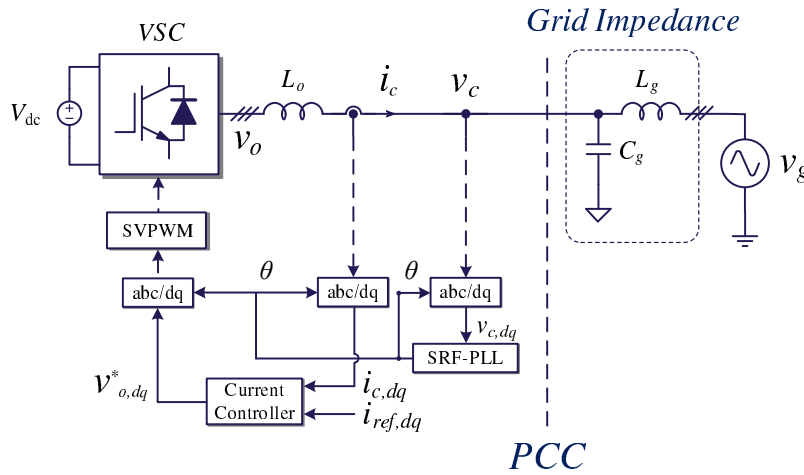 Grid Impedance
VSC
L_o
i_c
v_c
L_g
V_dc
+
−
v_o
C_g
v_g
SVPWM
θ
θ
abc/dq
abc/dq
abc/dq
v_c,dq
SRF-PLL
v*_o,dq
Current
Controller
i_c,dq
i_ref,dq
PCC